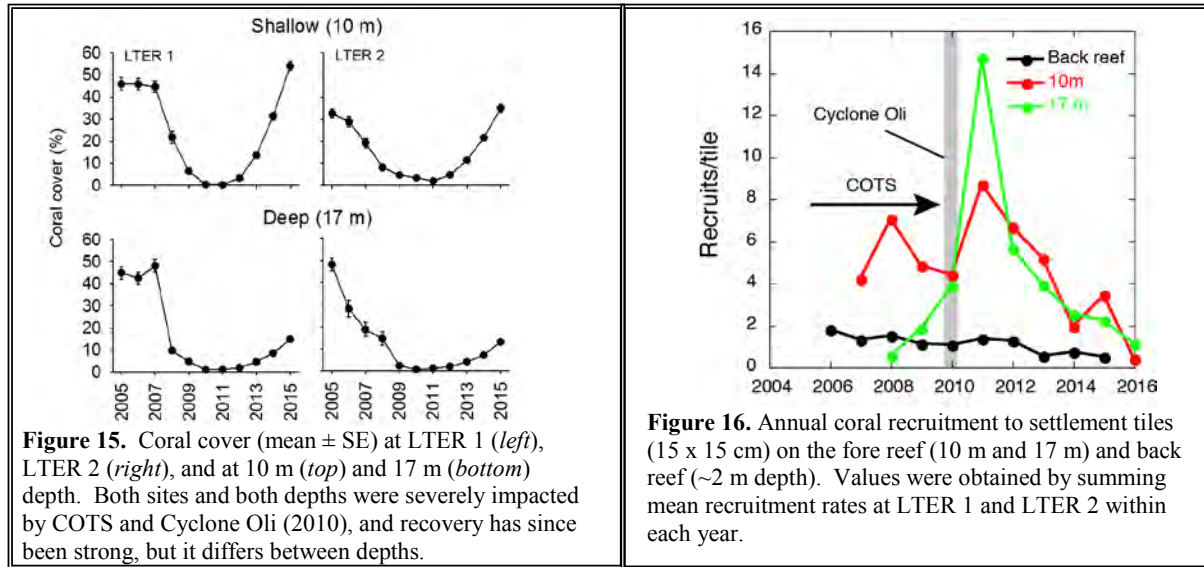 Shallow (10 m)
LTER 1
LTER 2
60
50
40
30
20
10
0
Coral cover (%)
Deep (17 m)
60
50
40
30
20
10
0
2005
2007
2009
2011
2013
2015
2005
2007
2009
2011
2013
2015
Figure 15. Coral cover (mean ± SE) at LTER 1 (left),
LTER 2 (right), and at 10 m (top) and 17 m (bottom)
depth. Both sites and both depths were severely impacted
by COTS and Cyclone Oli (2010), and recovery has since
been strong, but it differs between depths.
16
14
12
10
8
6
4
2
0
Recruits/tile
Back reef
10m
17 m
Cyclone Oli
COTS
2004
2006
2008
2010
2012
2014
2016
Figure 16. Annual coral recruitment to settlement tiles
(15 x 15 cm) on the fore reef (10 m and 17 m) and back
reef (~2 m depth). Values were obtained by summing
mean recruitment rates at LTER 1 and LTER 2 within
each year.